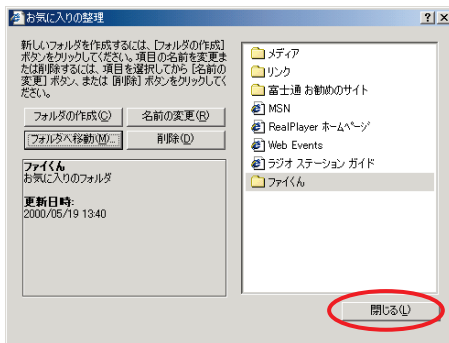 お気に入りの整理
新しいフォルダを作成するには、[フォルダの作成]
ボタンをクリックしてください。項目の名前を変更ま
たは削除するには、項目を選択してから [名前の
変更] ボタン、または [削除] ボタンをクリックしてく
ださい。
フォルダの作成(C)
名前の変更(R)
フォルダへ移動(M)...
削除(D)
ファイくん
お気に入りのフォルダ
更新日時:
2000/05/19 13:40
メディア
リンク
富士通 お勧めのサイト
MSN
RealPlayer ホームページ
Web Events
ラジオ ステーション ガイド
ファイくん
閉じる(L)